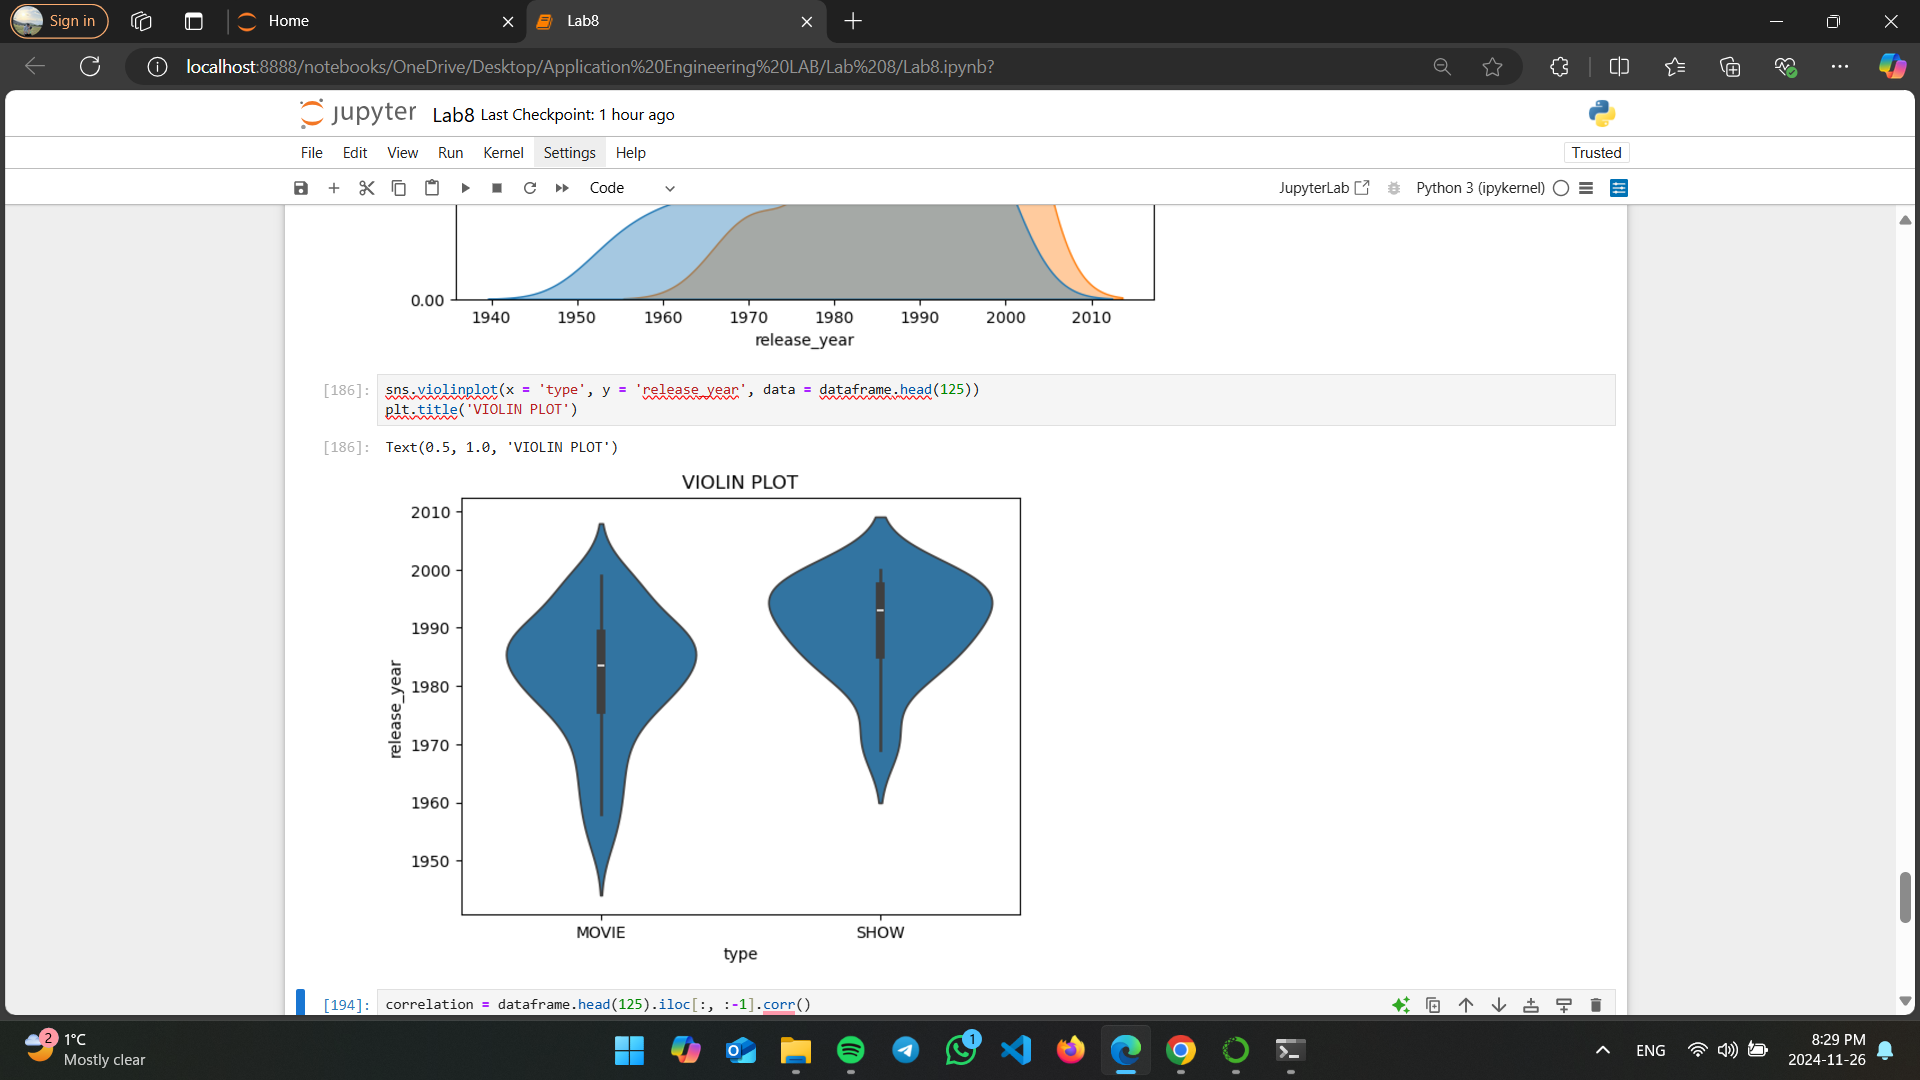 Sign in
Home
Lab8
localhost:8888/notebooks/OneDrive/Desktop/Application%20Engineering%20LAB/Lab%208/Lab8.ipynb?
jupyter Lab8 Last Checkpoint: 1 hour ago
File Edit View Run Kernel Settings Help Trusted
Code JupyterLab Python 3 (ipykernel)
0.00
1940 1950 1960 1970 1980 1990 2000 2010
release_year
[186]: sns.violinplot(x = 'type', y = 'release_year', data = dataframe.head(125))
plt.title('VIOLIN PLOT')
[186]: Text(0.5, 1.0, 'VIOLIN PLOT')
VIOLIN PLOT
2010
2000
1990
1980
1970
1960
1950
release_year
MOVIE SHOW
type
[194]: correlation = dataframe.head(125).iloc[:, :-1].corr()
2
1°C
Mostly clear
1
ENG
8:29 PM
2024-11-26